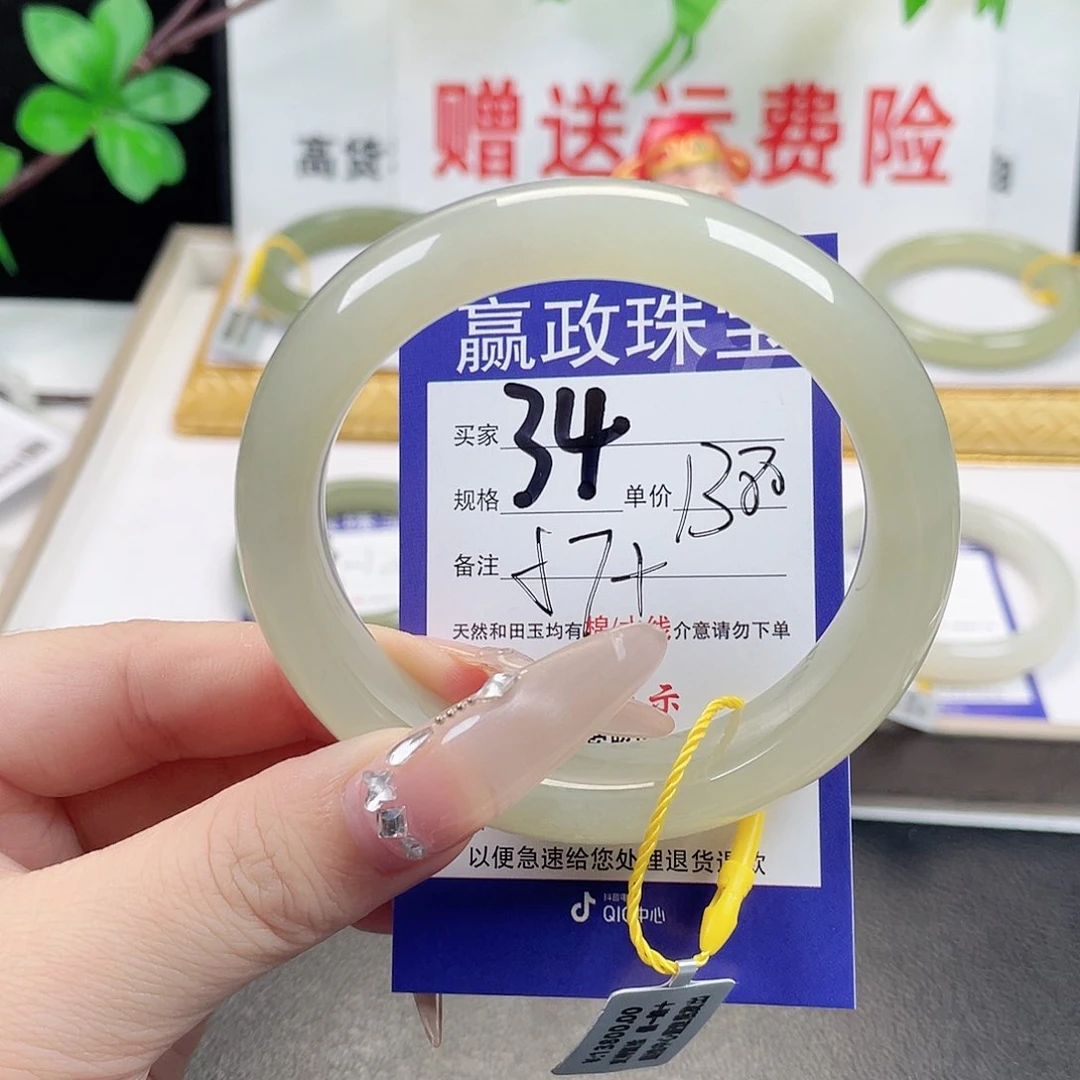 赠送运费险
高货
赢政珠宝
买家 34
规格 单价
备注 57+
天然和田玉均有棉/水线介意请勿下单
示
以便急速给您处理退货退款
QIC中心